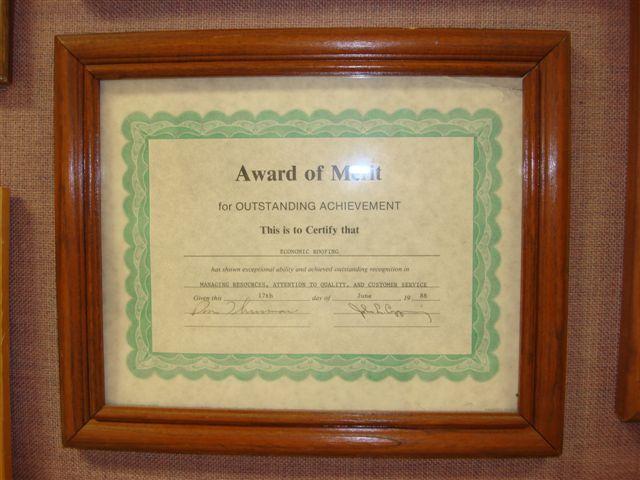 Award of Merit
for OUTSTANDING ACHIEVEMENT
This is to Certify that
ECONOMIC ROOFING
has shown exceptional ability and achieved outstanding recognition in
MANAGING RESOURCES, ATTENTION TO QUALITY, AND CUSTOMER SERVICE
Given this 17th day of June 19 88